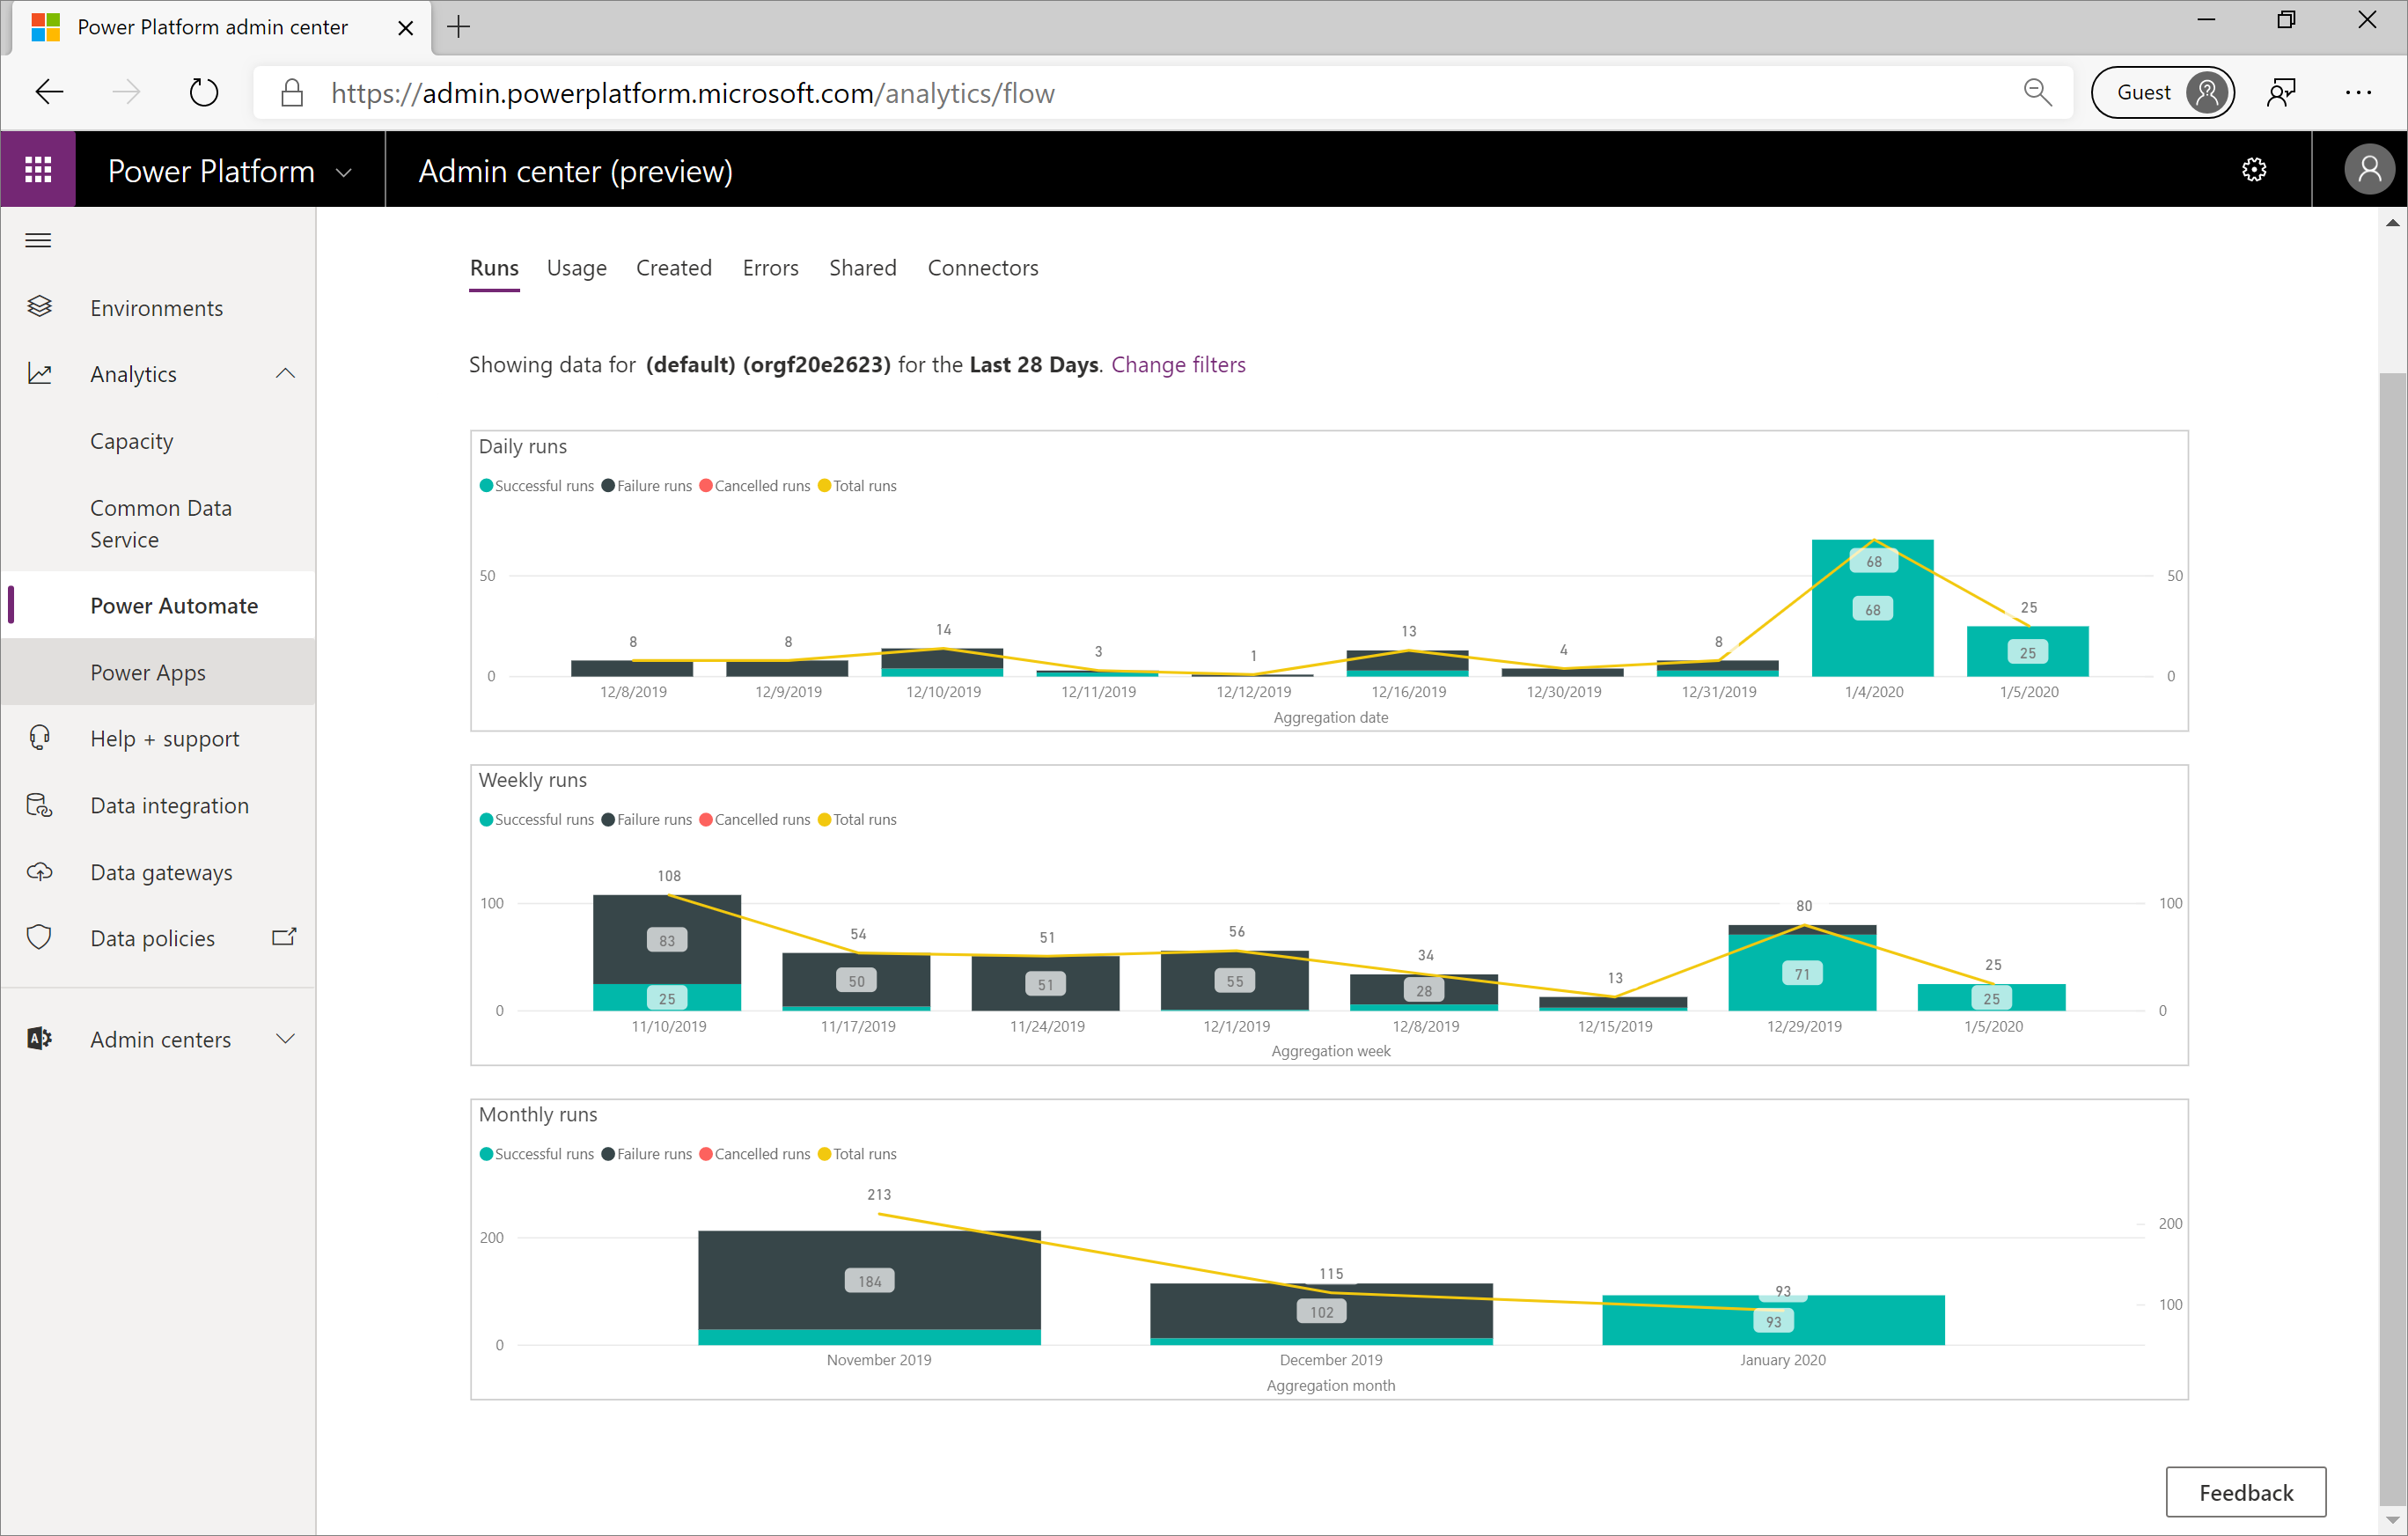 Power Platform admin center
https://admin.powerplatform.microsoft.com/analytics/flow
Guest
Power Platform
Admin center (preview)
Environments
Analytics
Capacity
Common Data
Service
Power Automate
Power Apps
Help + support
Data integration
Data gateways
Data policies
Admin centers
Runs Usage Created Errors Shared Connectors
Showing data for (default) (orgf20e2623) for the Last 28 Days. Change filters
Daily runs
Successful runs Failure runs Cancelled runs Total runs
50 50
68
68
25
25
8 8 14 3 1 13 4 8
0 0
12/8/2019 12/9/2019 12/10/2019 12/11/2019 12/12/2019 12/16/2019 12/30/2019 12/31/2019 1/4/2020 1/5/2020
Aggregation date
Weekly runs
Successful runs Failure runs Cancelled runs Total runs
108 54 51 56 34 13 80 25
100 100
83 50 51 55 28 71 25
25
0 0
11/10/2019 11/17/2019 11/24/2019 12/1/2019 12/8/2019 12/15/2019 12/29/2019 1/5/2020
Aggregation week
Monthly runs
Successful runs Failure runs Cancelled runs Total runs
213 115 93
200 200
184 102 93
100
0
November 2019 December 2019 January 2020
Aggregation month
Feedback